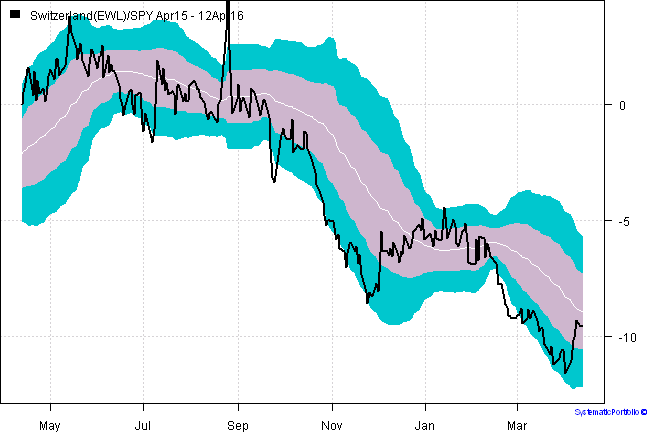 Switzerland(EWL)/SPY Apr15 - 12Apr16
0
-5
-10
May Jul Sep Nov Jan Mar
SystematicPortfolio ©